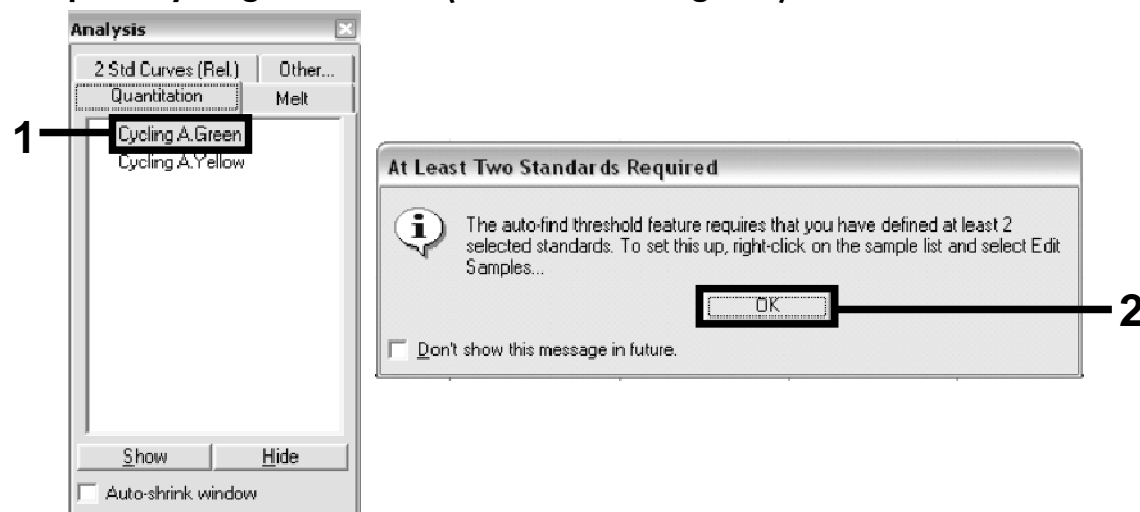 Analysis
2 Std Curves (Rel.)
Other...
Quantitation
Melt
1
Cycling A.Green
Cycling A.Yellow
Show
Hide
Auto-shrink window
At Least Two Standards Required
The auto-find threshold feature requires that you have defined at least 2
selected standards. To set this up, right-click on the sample list and select Edit
Samples...
OK
2
Don't show this message in future.